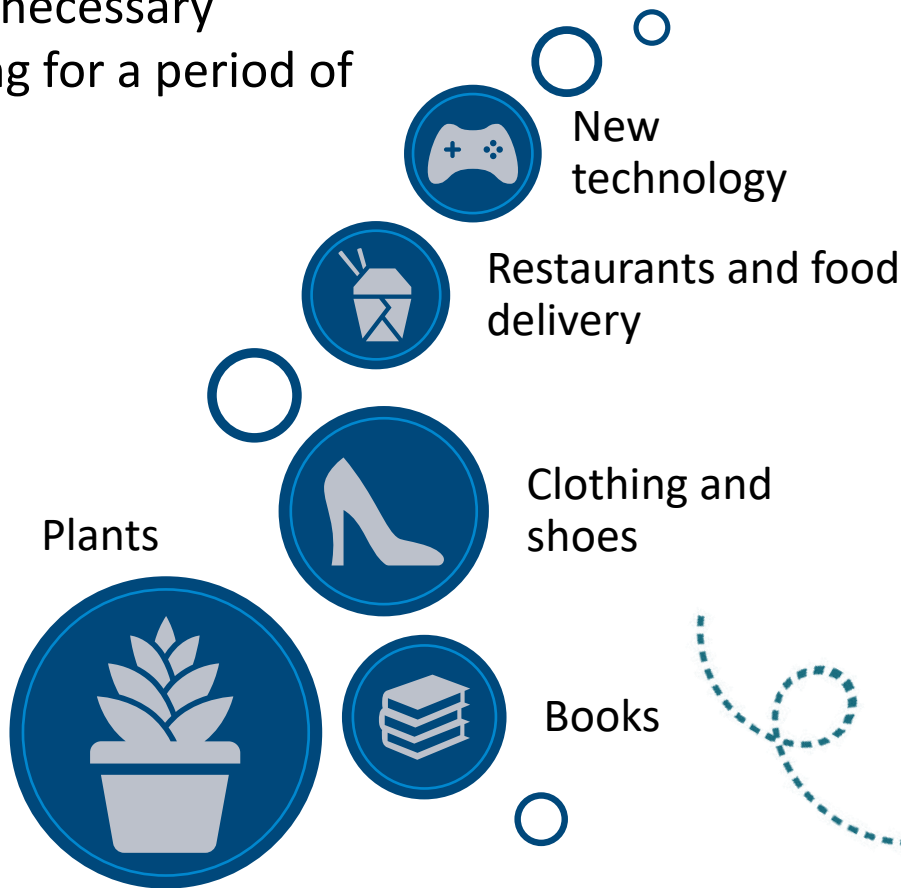 necessary
for a period of
New
technology
Restaurants and food
delivery
Clothing and
shoes
Plants
Books